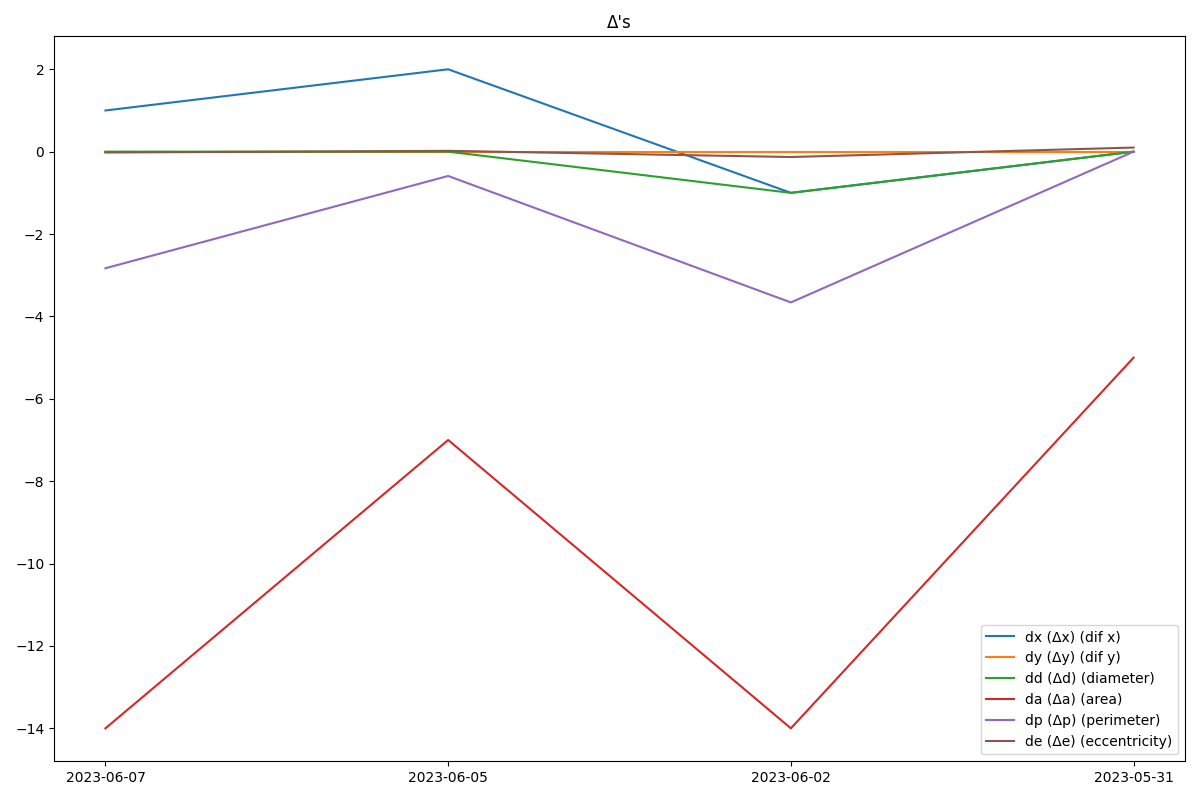 Δ's
2
0
−2
−4
−6
−8
−10
−12
−14
dx (Δx) (dif x)
dy (Δy) (dif y)
dd (Δd) (diameter)
da (Δa) (area)
dp (Δp) (perimeter)
de (Δe) (eccentricity)
2023-06-07 2023-06-05 2023-06-02 2023-05-31